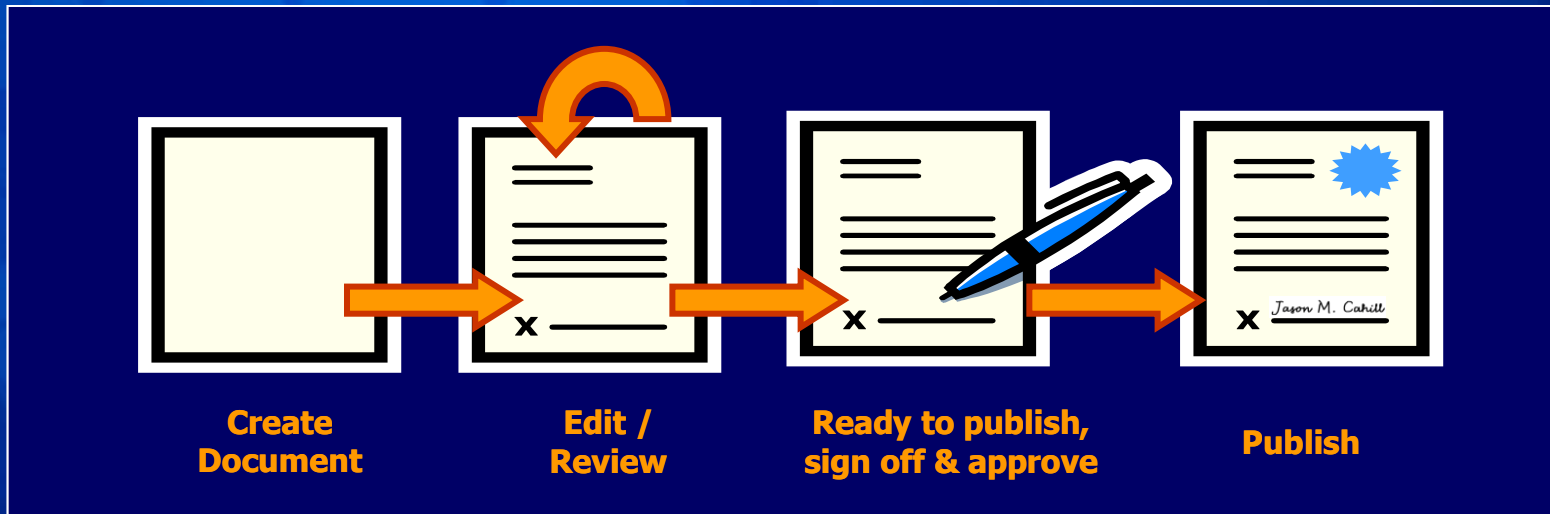 X
X
X Jason M. Cahill
Create
Document
Edit /
Review
Ready to publish,
sign off & approve
Publish